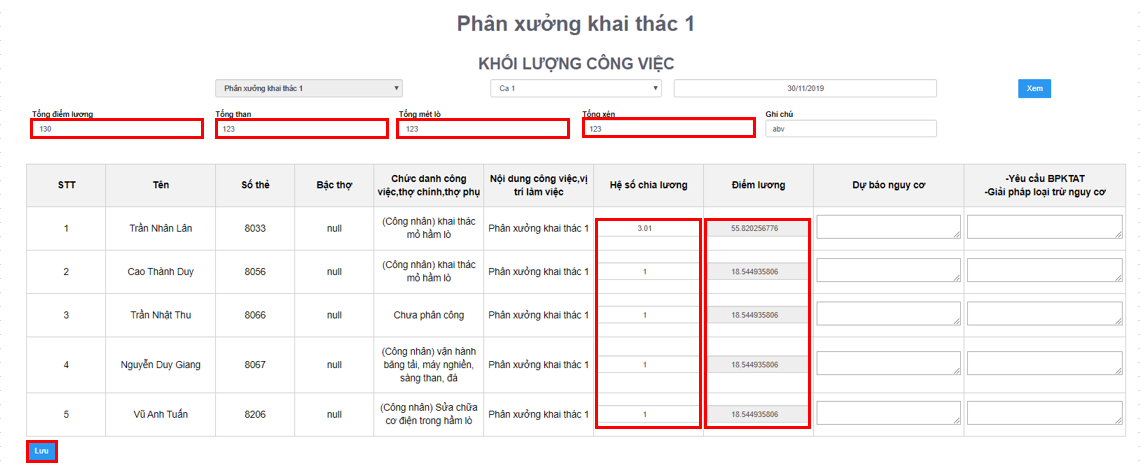 Phân xưởng khai thác 1
KHỐI LƯỢNG CÔNG VIỆC
Phân xưởng khai thác 1 Ca 1 30/11/2019 Xem
Tổng điểm lương Tổng than Tổng mét lò Tổng xén Ghi chú
130 123 123 123 abv
STT Tên Số thẻ Bậc thợ Chức danh công việc,thợ chính,thợ phụ Nội dung công việc,vị trí làm việc Hệ số chia lương Điểm lương Dự báo nguy cơ -Yêu cầu BPKTAT -Giải pháp loại trừ nguy cơ
1 Trần Nhân Lân 8033 null (Công nhân) khai thác mỏ hầm lò Phân xưởng khai thác 1 3.01 55.820256776
2 Cao Thành Duy 8056 null (Công nhân) khai thác mỏ hầm lò Phân xưởng khai thác 1 1 18.544935806
3 Trần Nhật Thu 8066 null Chưa phân công Phân xưởng khai thác 1 1 18.544935806
4 Nguyễn Duy Giang 8067 null (Công nhân) vận hành băng tải, máy nghiền, sàng than, đá Phân xưởng khai thác 1 1 18.544935806
5 Vũ Anh Tuấn 8206 null (Công nhân) Sửa chữa cơ điện trong hầm lò Phân xưởng khai thác 1 1 18.544935806
Lưu